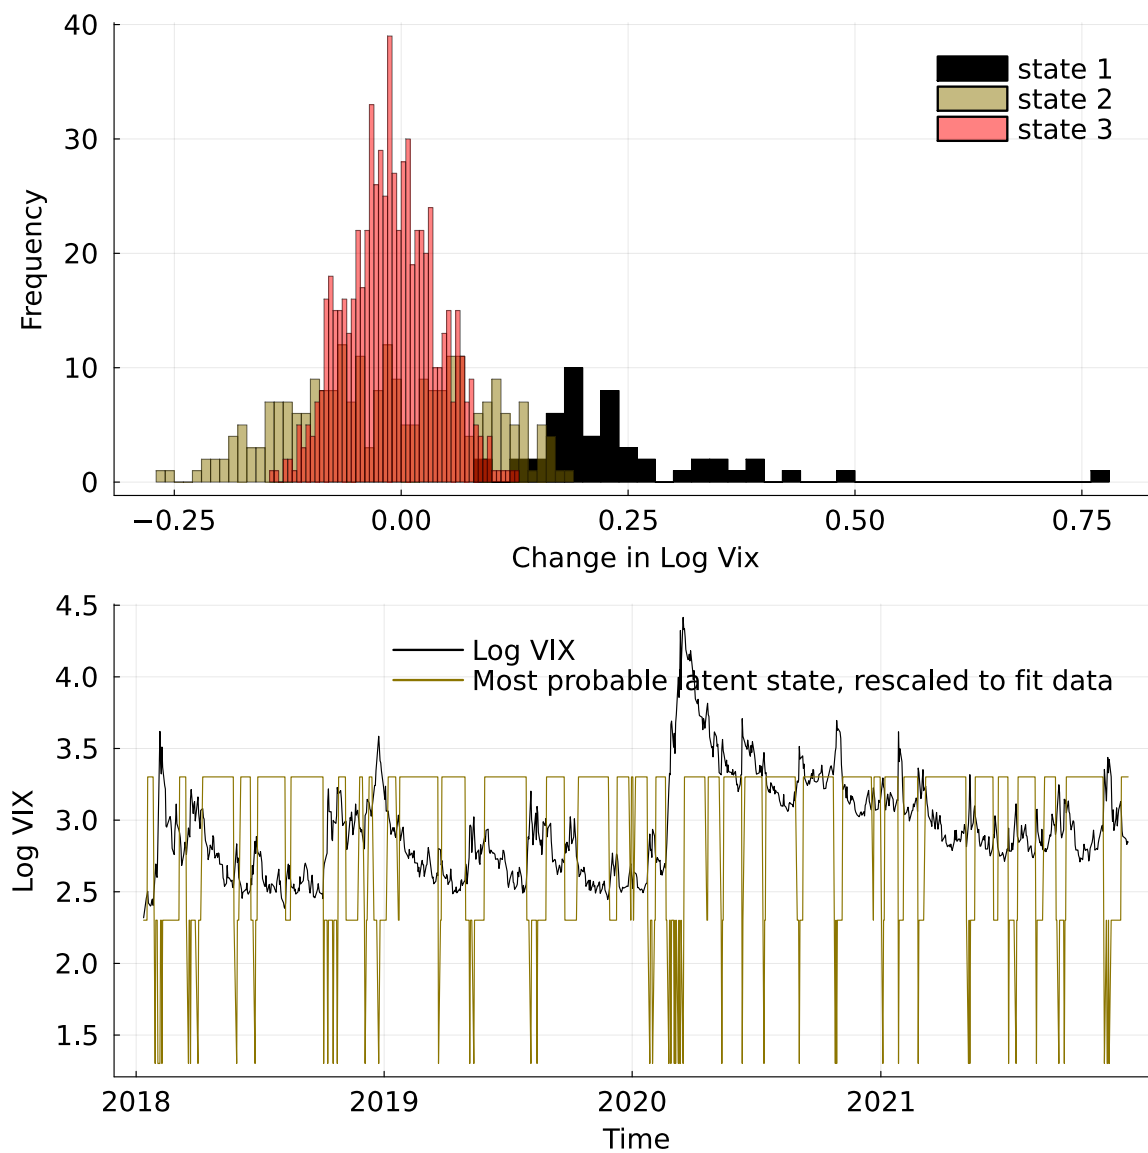 40
30
20
10
0
Frequency
state 1
state 2
state 3
−0.25
0.00
0.25
0.50
0.75
Change in Log Vix
4.5
4.0
3.5
3.0
2.5
2.0
1.5
Log VIX
Log VIX
Most probable latent state, rescaled to fit data
2018
2019
2020
2021
Time